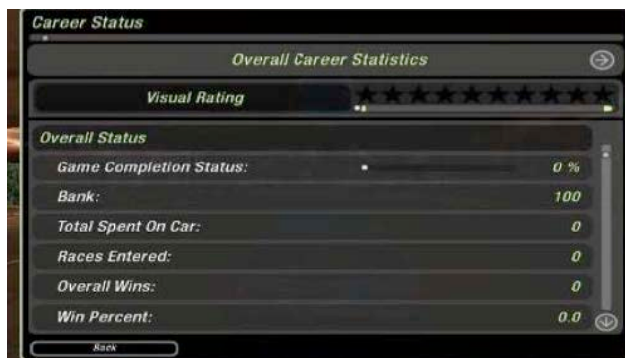 Career Status
Overall Career Statistics
Visual Rating
Overall Status
Game Completion Status: 0 %
Bank: 100
Total Spent On Car: 0
Races Entered: 0
Overall Wins: 0
Win Percent: 0.0
Back